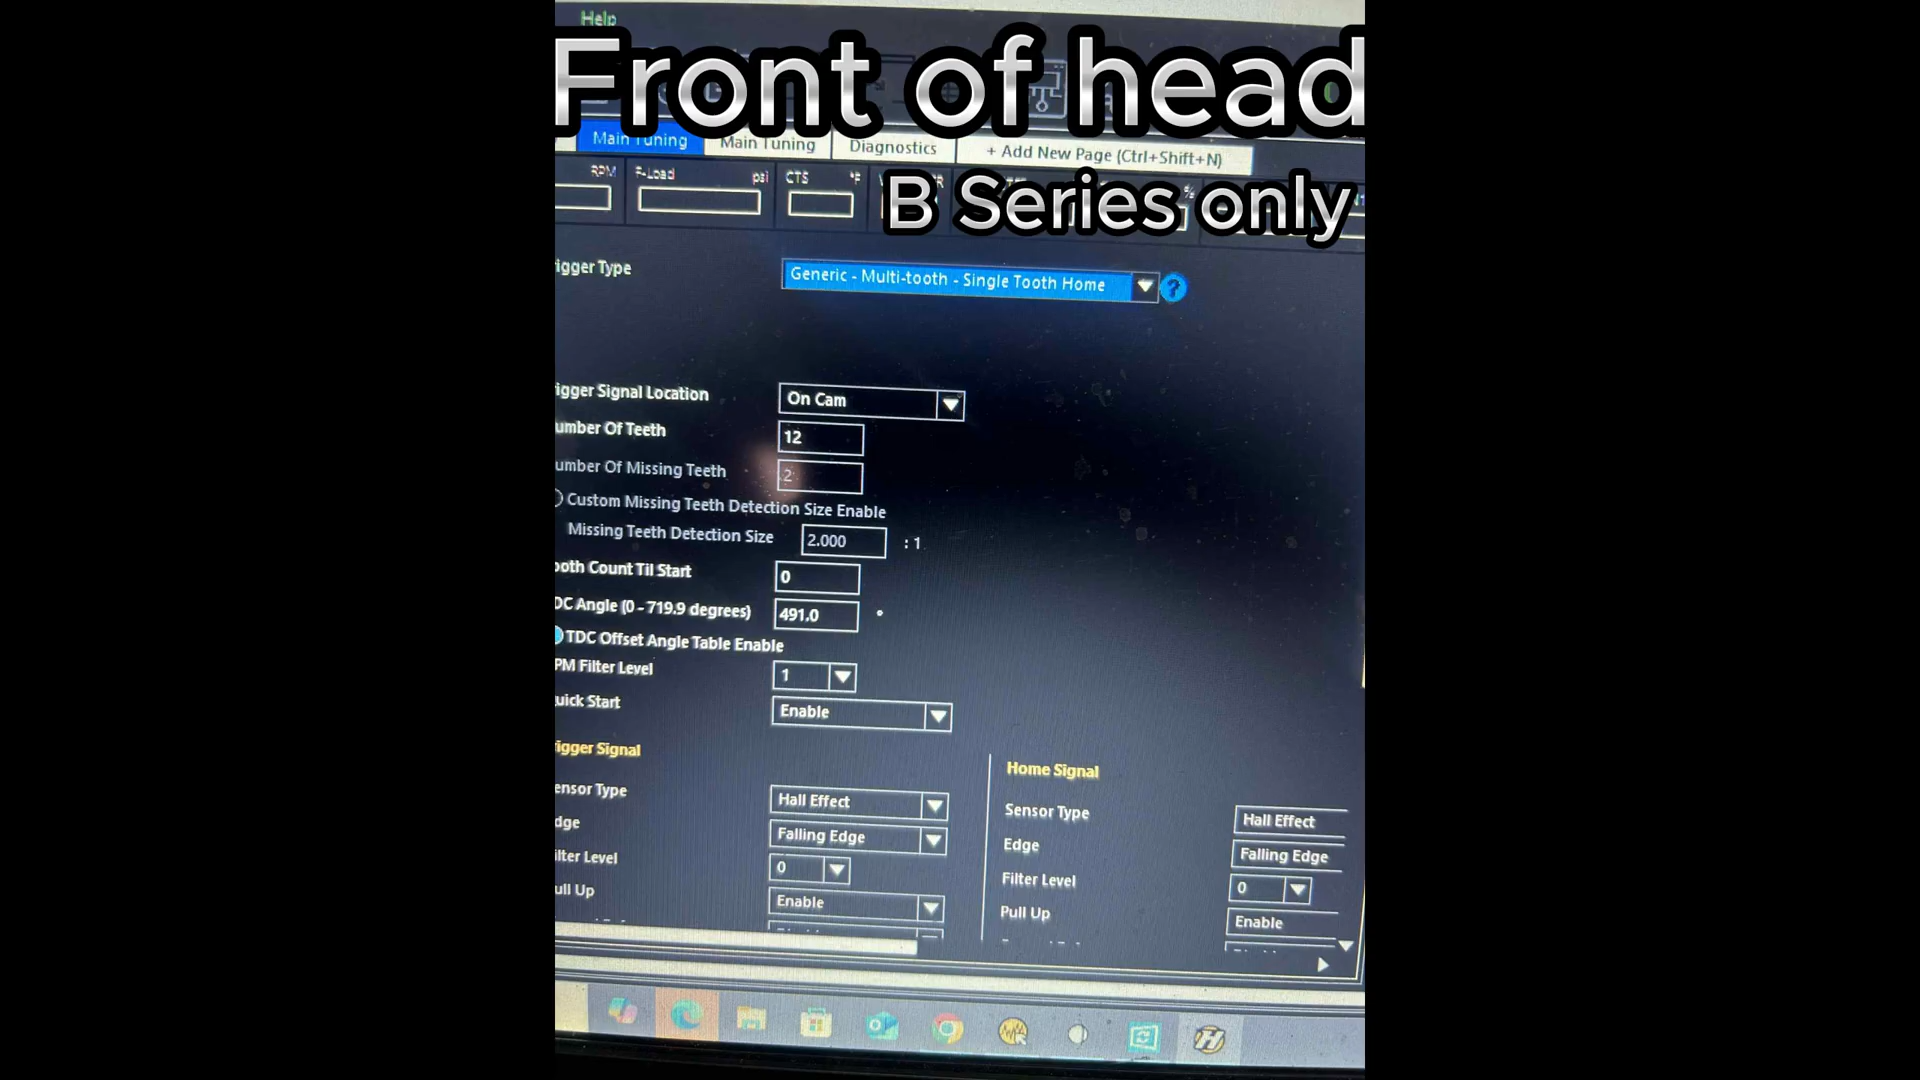 Help
Front of head
Main Tuning
Main Tuning
Diagnostics
+ Add New Page (Ctrl+Shift+N)
RPM
F-Load
psi
CTS
°F
B Series only
igger Type
Generic - Multi-tooth - Single Tooth Home
?
igger Signal Location
On Cam
umber Of Teeth
12
umber Of Missing Teeth
2
Custom Missing Teeth Detection Size Enable
Missing Teeth Detection Size
2.000
: 1
ooth Count Til Start
0
DC Angle (0 - 719.9 degrees)
491.0
°
TDC Offset Angle Table Enable
PM Filter Level
1
uick Start
Enable
igger Signal
ensor Type
Hall Effect
dge
Falling Edge
ilter Level
0
ull Up
Enable
Home Signal
Sensor Type
Hall Effect
Edge
Falling Edge
Filter Level
0
Pull Up
Enable